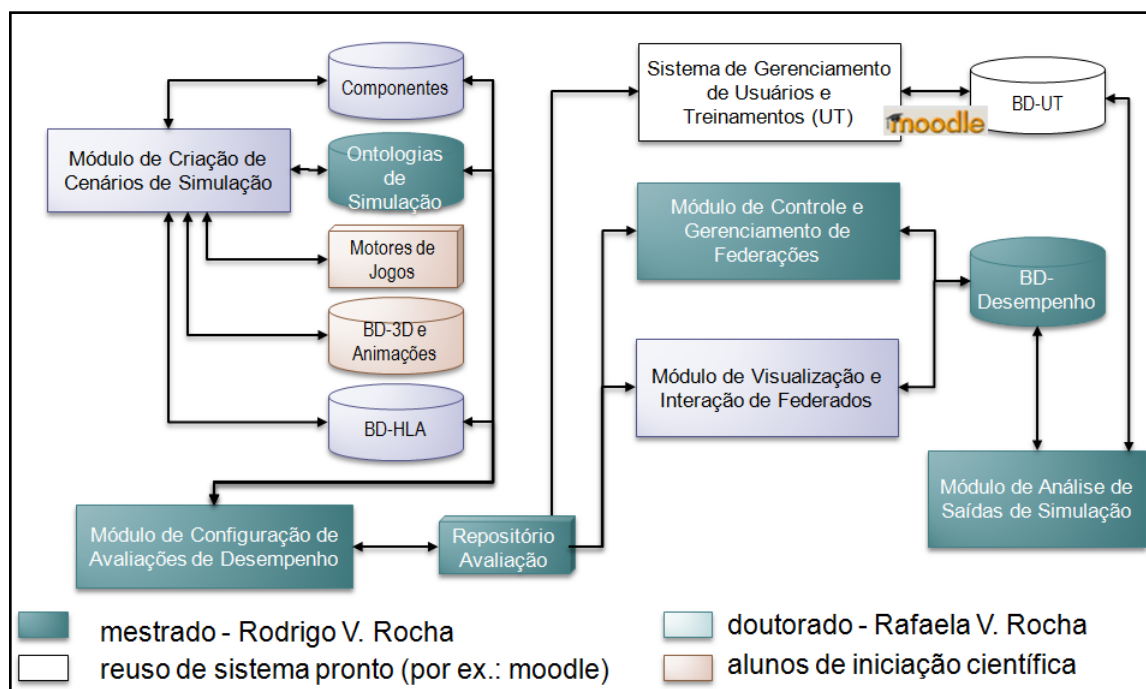 Componentes
Módulo de Criação de
Cenários de Simulação
Ontologias
de
Simulação
Motores de
Jogos
BD-3D e
Animações
BD-HLA
Módulo de Configuração de
Avaliações de Desempenho
Repositório
Avaliação
Sistema de Gerenciamento
de Usuários e
Treinamentos (UT)
moodle
BD-UT
Módulo de Controle e
Gerenciamento de
Federações
BD-
Desempenho
Módulo de Visualização e
Interação de Federados
Módulo de Análise de
Saídas de Simulação
mestrado - Rodrigo V. Rocha
doutorado - Rafaela V. Rocha
reuso de sistema pronto (por ex.: moodle)
alunos de iniciação científica